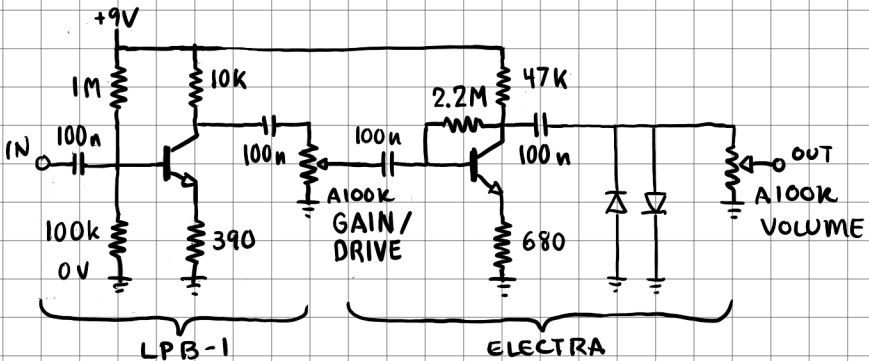 +9V
1M
10K
47K
2.2M
IN
100n
100n
100n
100n
OUT
A100K
GAIN/
DRIVE
A100K
VOLUME
100k
0V
390
680
LPB-1
ELECTRA